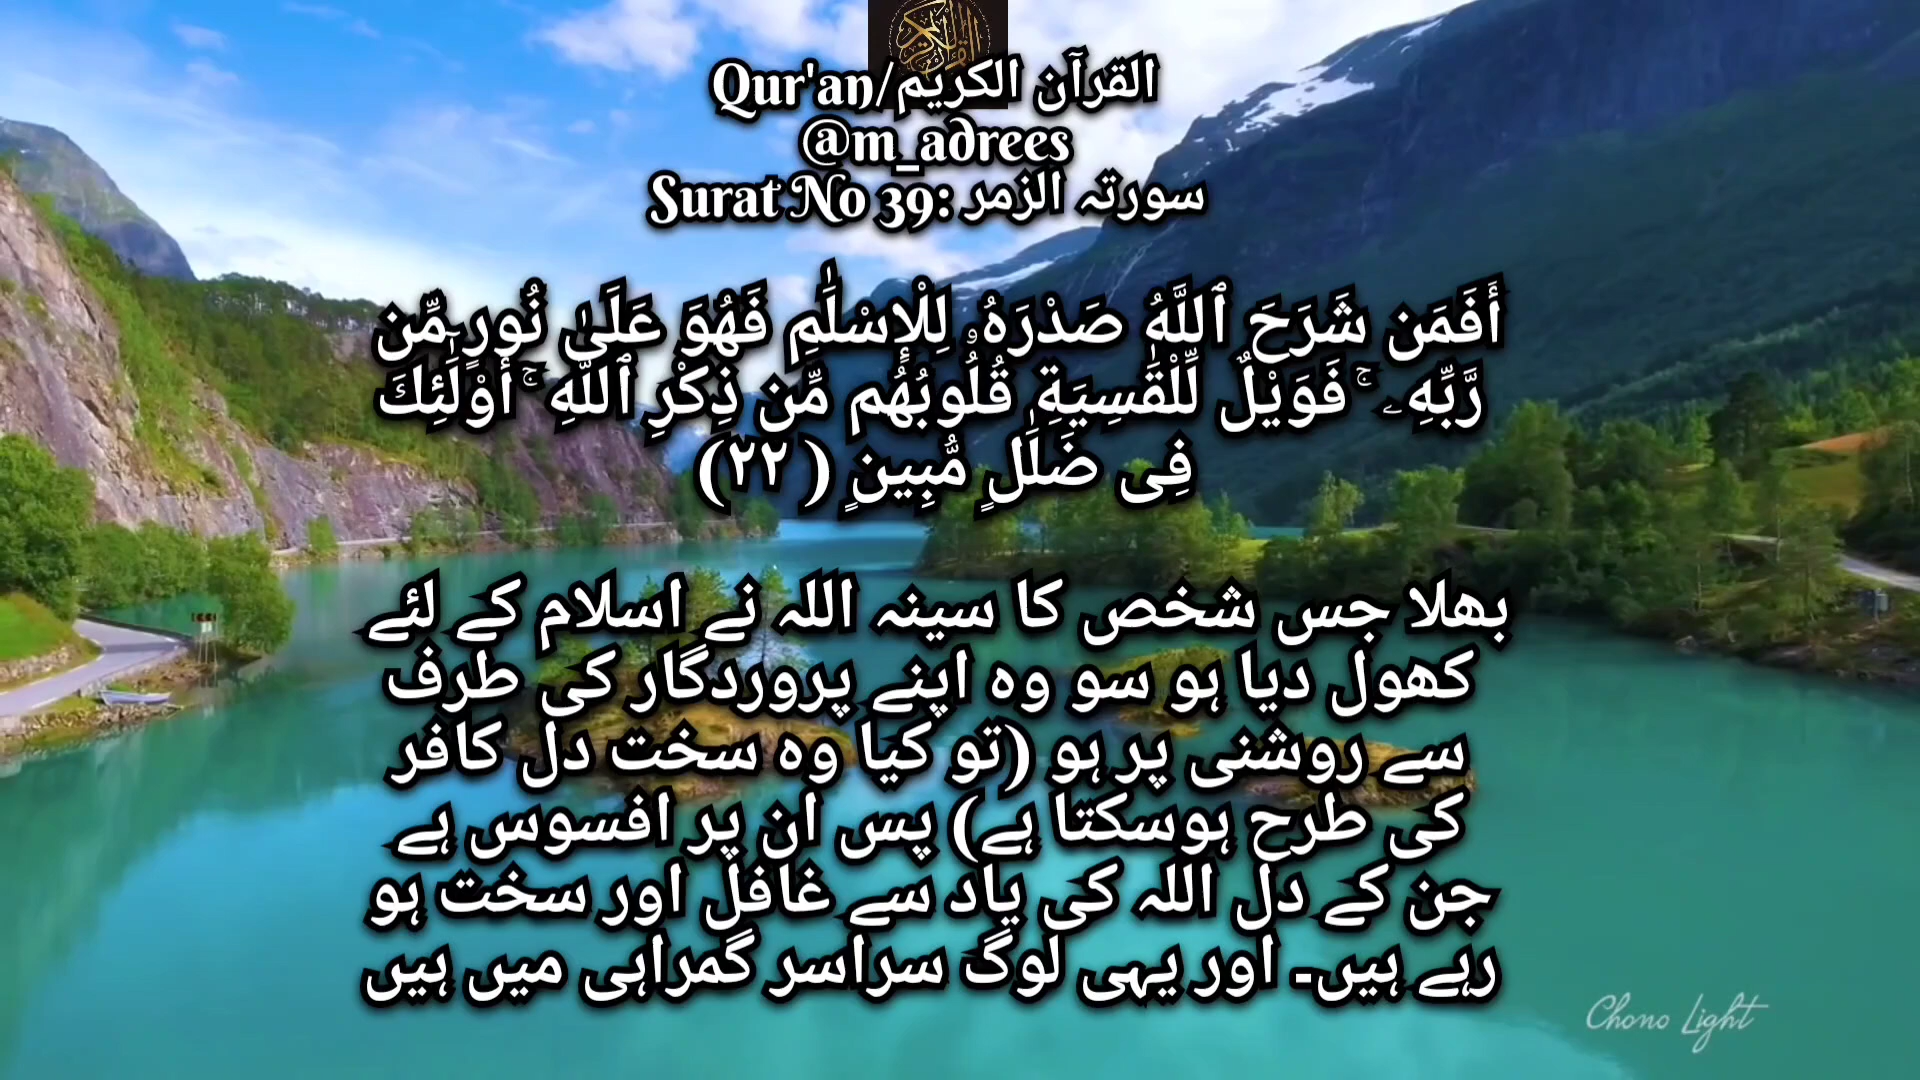 Qur'an/القرآن الكريم
@m_adrees
Surat No 39: سورتہ الزمر
أَفَمَن شَرَحَ ٱللَّهُ صَدْرَهُۥ لِلْإِسْلَٰمِ فَهُوَ عَلَىٰ نُورٍ مِّن
رَّبِّهِۦ ۚ فَوَيْلٌ لِّلْقَٰسِيَةِ قُلُوبُهُم مِّن ذِكْرِ ٱللَّهِ ۚ أُو۟لَٰٓئِكَ
فِى ضَلَٰلٍ مُّبِينٍ (٢٢)
بھلا جس شخص کا سینہ اللہ نے اسلام کے لئے
کھول دیا ہو سو وہ اپنے پروردگار کی طرف
سے روشنی پر ہو (تو کیا وہ سخت دل کافر
کی طرح ہوسکتا ہے) پس ان پر افسوس ہے
جن کے دل اللہ کی یاد سے غافل اور سخت ہو
رہے ہیں۔ اور یہی لوگ سراسر گمراہی میں ہیں
Chono Light